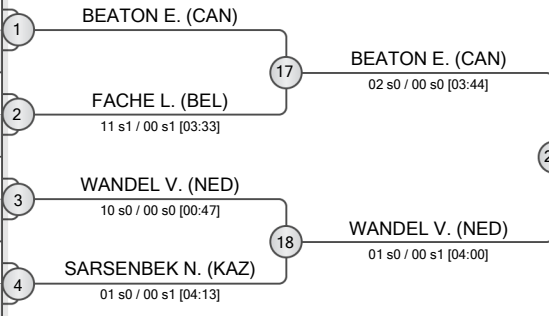 1
BEATON E. (CAN)
17
BEATON E. (CAN)
02 s0 / 00 s0 [03:44]
2
FACHE L. (BEL)
11 s1 / 00 s1 [03:33]
3
WANDEL V. (NED)
10 s0 / 00 s0 [00:47]
18
WANDEL V. (NED)
01 s0 / 00 s1 [04:00]
4
SARSENBEK N. (KAZ)
01 s0 / 00 s1 [04:13]